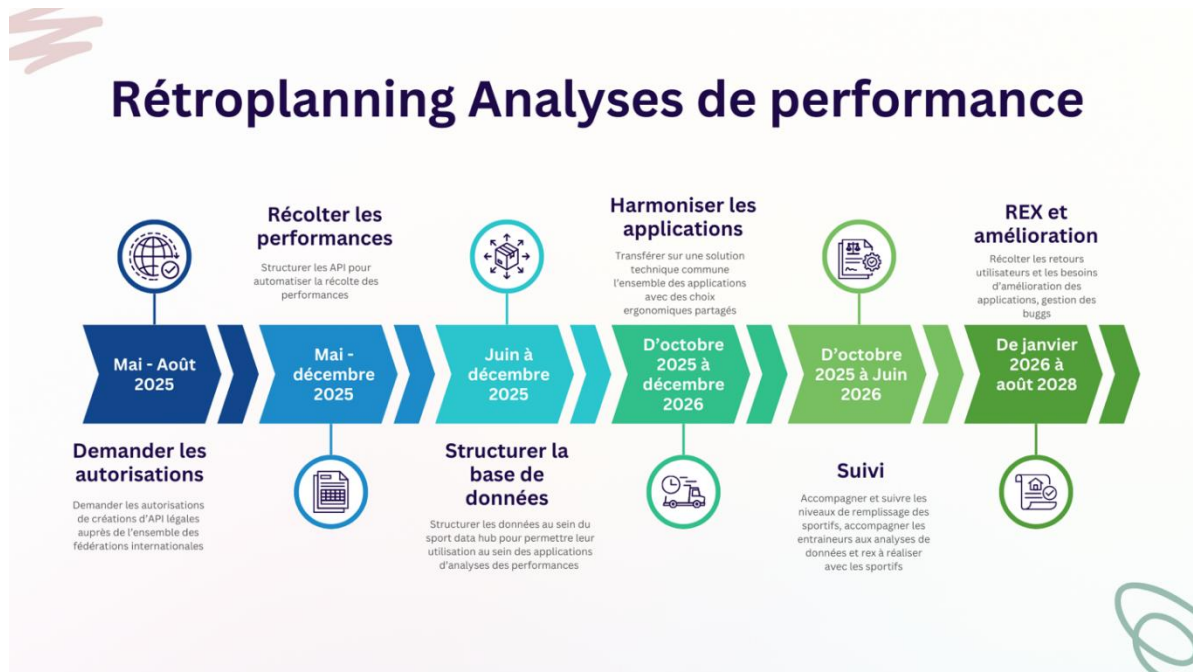 Rétroplanning Analyses de performance
Mai - Août
2025
Demander les
autorisations
Demander les autorisations
de créations d'API légales
auprès de l'ensemble des
fédérations internationales
Récolter les
performances
Structurer les API pour
automatiser la récolte des
performances
Mai -
décembre
2025
Juin à
décembre
2025
Structurer la
base de
données
Structurer les données au sein du
sport data hub pour permettre leur
utilisation au sein des applications
d'analyses des performances
Harmoniser les
applications
Transférer sur une solution
technique commune
l'ensemble des applications
avec des choix
ergonomiques partagés
D'octobre
2025 à
décembre
2026
D'octobre
2025 à Juin
2026
Suivi
Accompagner et suivre les
niveaux de remplissage des
sportifs, accompagner les
entraineurs aux analyses de
données et rex à réaliser
avec les sportifs
REX et
amélioration
Récolter les retours
utilisateurs et les besoins
d'amélioration des
applications, gestion des
buggs
De janvier
2026 à
août 2028